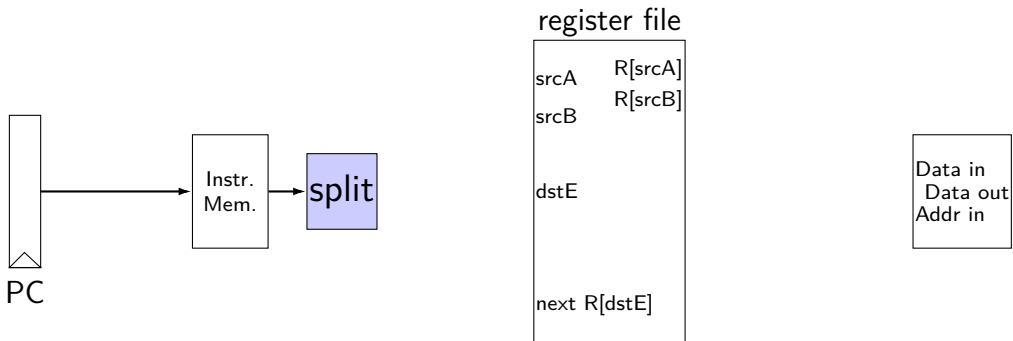 register file
srcA
R[srcA]
srcB
R[srcB]
dstE
next R[dstE]
PC
Instr.
Mem.
split
Data in
Data out
Addr in